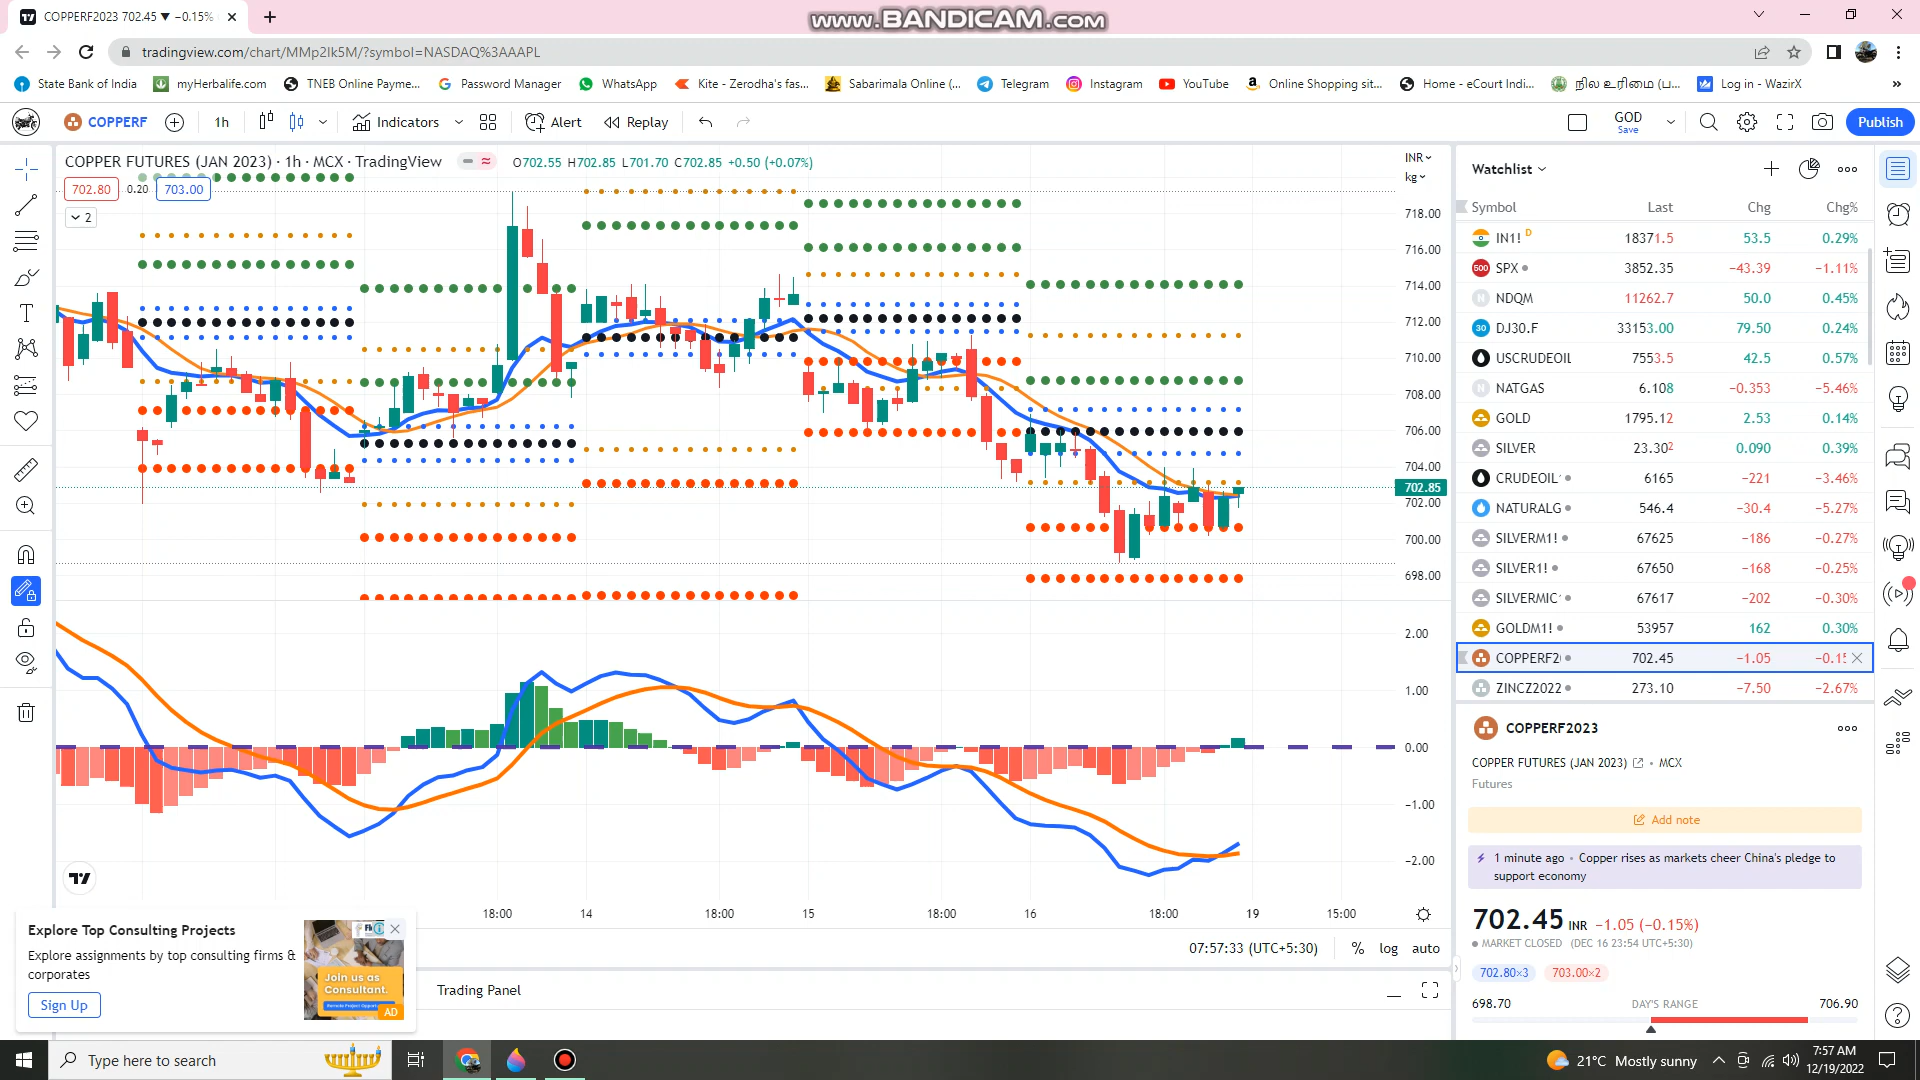 COPPERF2023 702.45 ▼ −0.15%
www.BANDICAM.com
tradingview.com/chart/MMp2Ik5M/?symbol=NASDAQ%3AAAPL
State Bank of India myHerbalife.com TNEB Online Payme... Password Manager WhatsApp Kite - Zerodha's fas... Sabarimala Online (... Telegram Instagram YouTube Online Shopping sit... Home - eCourt Indi... நில உரிமை (ப... Log in - WazirX »
COPPERF 1h Indicators Alert Replay GOD Save Publish
COPPER FUTURES (JAN 2023) · 1h · MCX · TradingView O702.55 H702.85 L701.70 C702.85 +0.50 (+0.07%)
702.80 0.20 703.00
2
INR
kg
718.00
716.00
714.00
712.00
710.00
708.00
706.00
704.00
702.85
702.00
700.00
698.00
2.00
1.00
0.00
−1.00
−2.00
18:00 14 18:00 15 18:00 16 18:00 19 15:00
07:57:33 (UTC+5:30) % log auto
Trading Panel
Explore Top Consulting Projects
Explore assignments by top consulting firms &
corporates
Sign Up
Join us as
Consultant.
AD
Watchlist
Symbol Last Chg Chg%
IN1! D 18371.5 53.5 0.29%
500 SPX 3852.35 −43.39 −1.11%
N NDQM 11262.7 50.0 0.45%
30 DJ30.F 33153.00 79.50 0.24%
USCRUDEOIL 7553.5 42.5 0.57%
N NATGAS 6.108 −0.353 −5.46%
GOLD 1795.12 2.53 0.14%
SILVER 23.302 0.090 0.39%
CRUDEOIL 6165 −221 −3.46%
NATURALG 546.4 −30.4 −5.27%
SILVERM1! 67625 −186 −0.27%
SILVER1! 67650 −168 −0.25%
SILVERMIC 67617 −202 −0.30%
GOLDM1! 53957 162 0.30%
COPPERF2 702.45 −1.05 −0.15
ZINCZ2022 273.10 −7.50 −2.67%
COPPERF2023
COPPER FUTURES (JAN 2023) • MCX
Futures
Add note
1 minute ago • Copper rises as markets cheer China's pledge to
support economy
702.45 INR −1.05 (−0.15%)
MARKET CLOSED (DEC 16 23:54 UTC+5:30)
702.80×3 703.00×2
698.70 DAY'S RANGE 706.90
Type here to search
21°C Mostly sunny
7:57 AM
12/19/2022